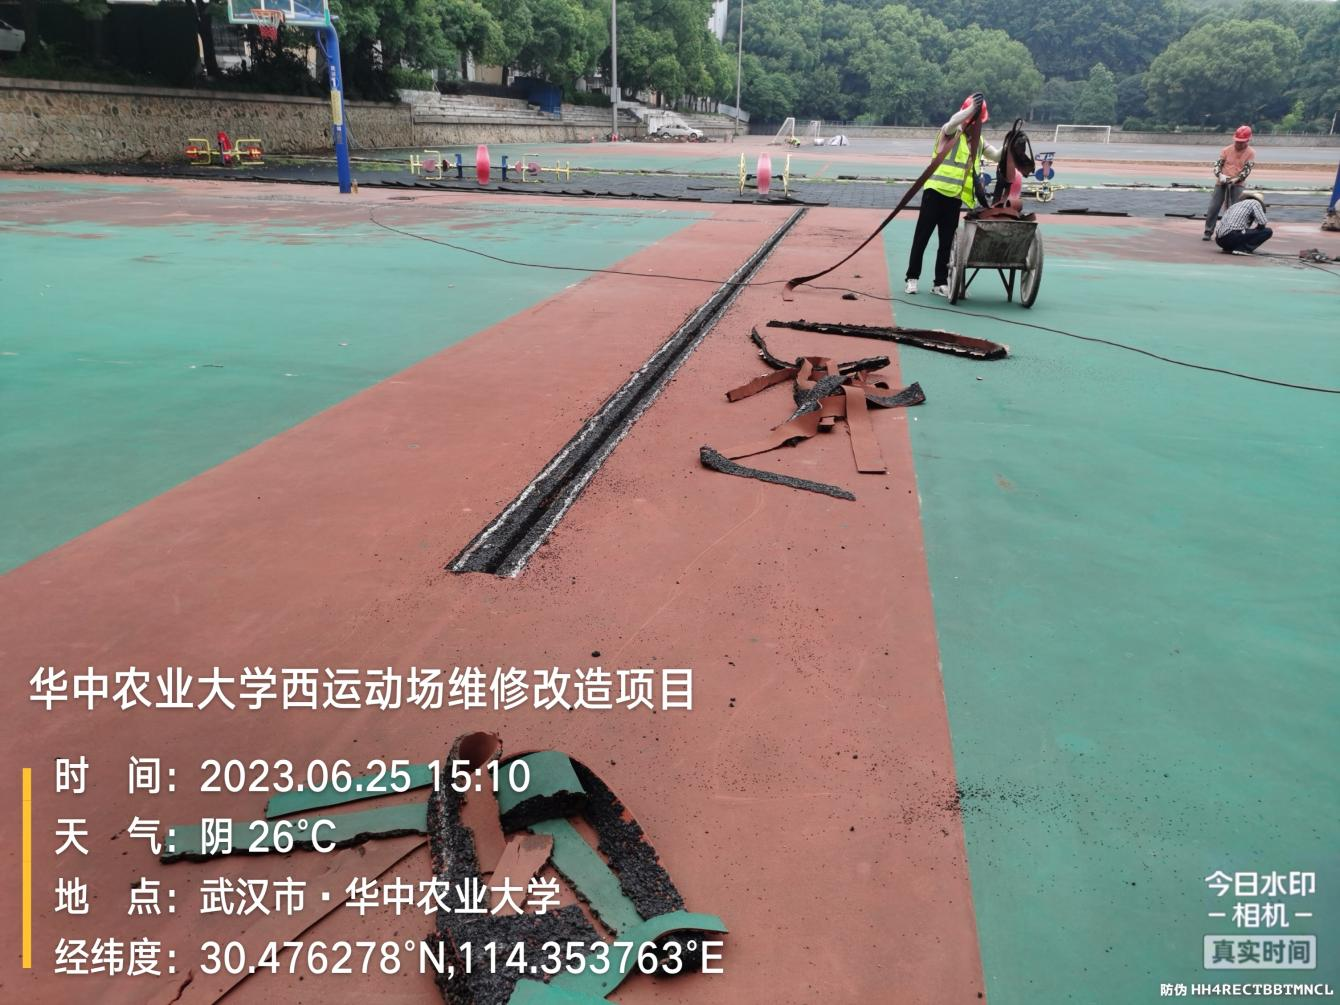 华中农业大学西运动场维修改造项目
时 间：2023.06.25 15:10
天 气：阴 26°C
地 点：武汉市·华中农业大学
经纬度：30.476278°N,114.353763°E
今日水印
-相机-
真实时间
防伪 HH4RECTBBTMNCL